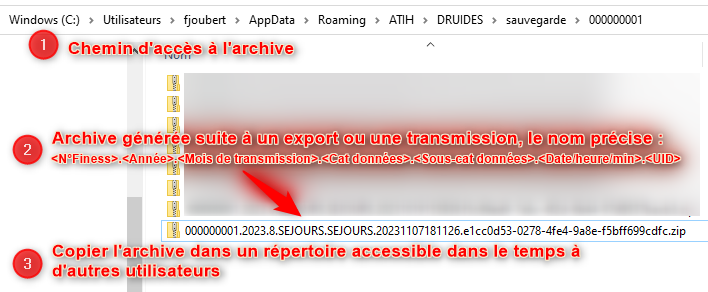 Windows (C:) > Utilisateurs > fjoubert > AppData > Roaming > ATIH > DRUIDES > sauvegarde > 000000001
1 Chemin d'accès à l'archive
Nom
2 Archive générée suite à un export ou une transmission, le nom précise :
<N°Finess>.<Année>.<Mois de transmission>.<Cat données>.<Sous-cat données>.<Date/heure/min>.<UID>
000000001.2023.8.SEJOURS.SEJOURS.20231107181126.e1cc0d53-0278-4fe4-9a8e-f5bff699cdfc.zip
3 Copier l'archive dans un répertoire accessible dans le temps à
d'autres utilisateurs